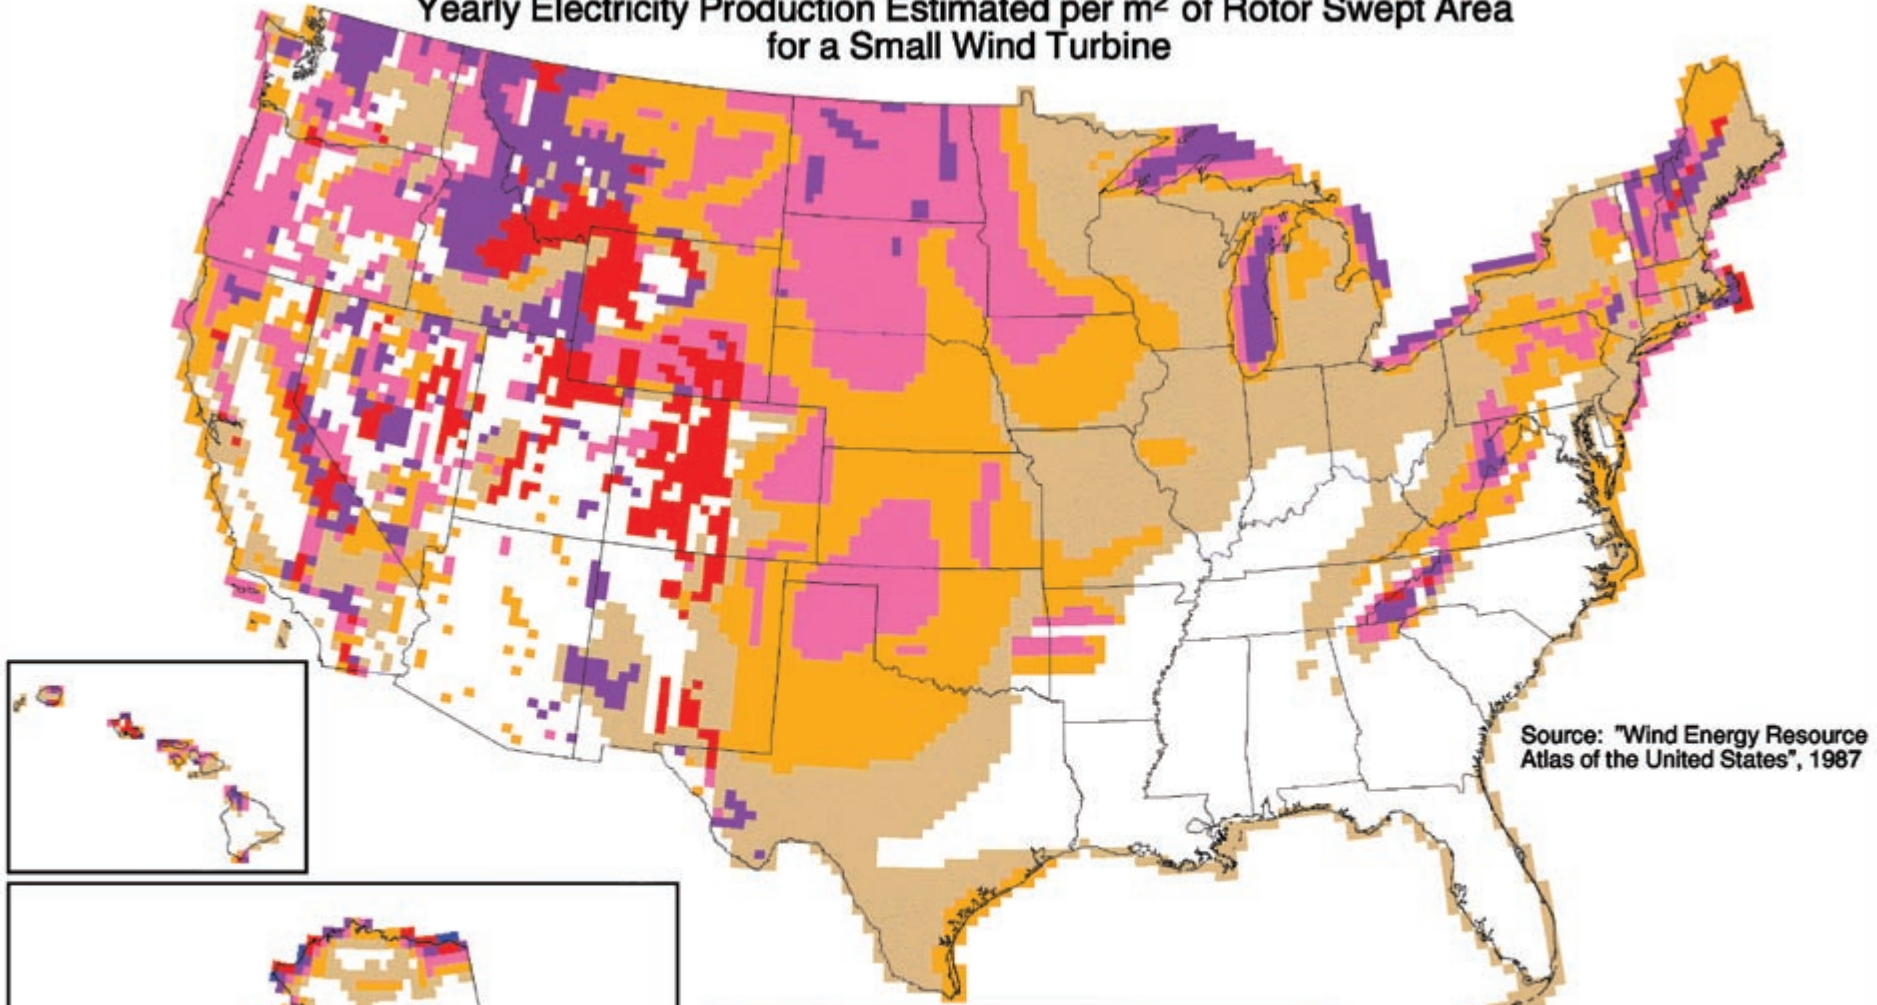 Yearly Electricity Production Estimated per m² of Rotor Swept Area
for a Small Wind Turbine
Source: "Wind Energy Resource
Atlas of the United States", 1987